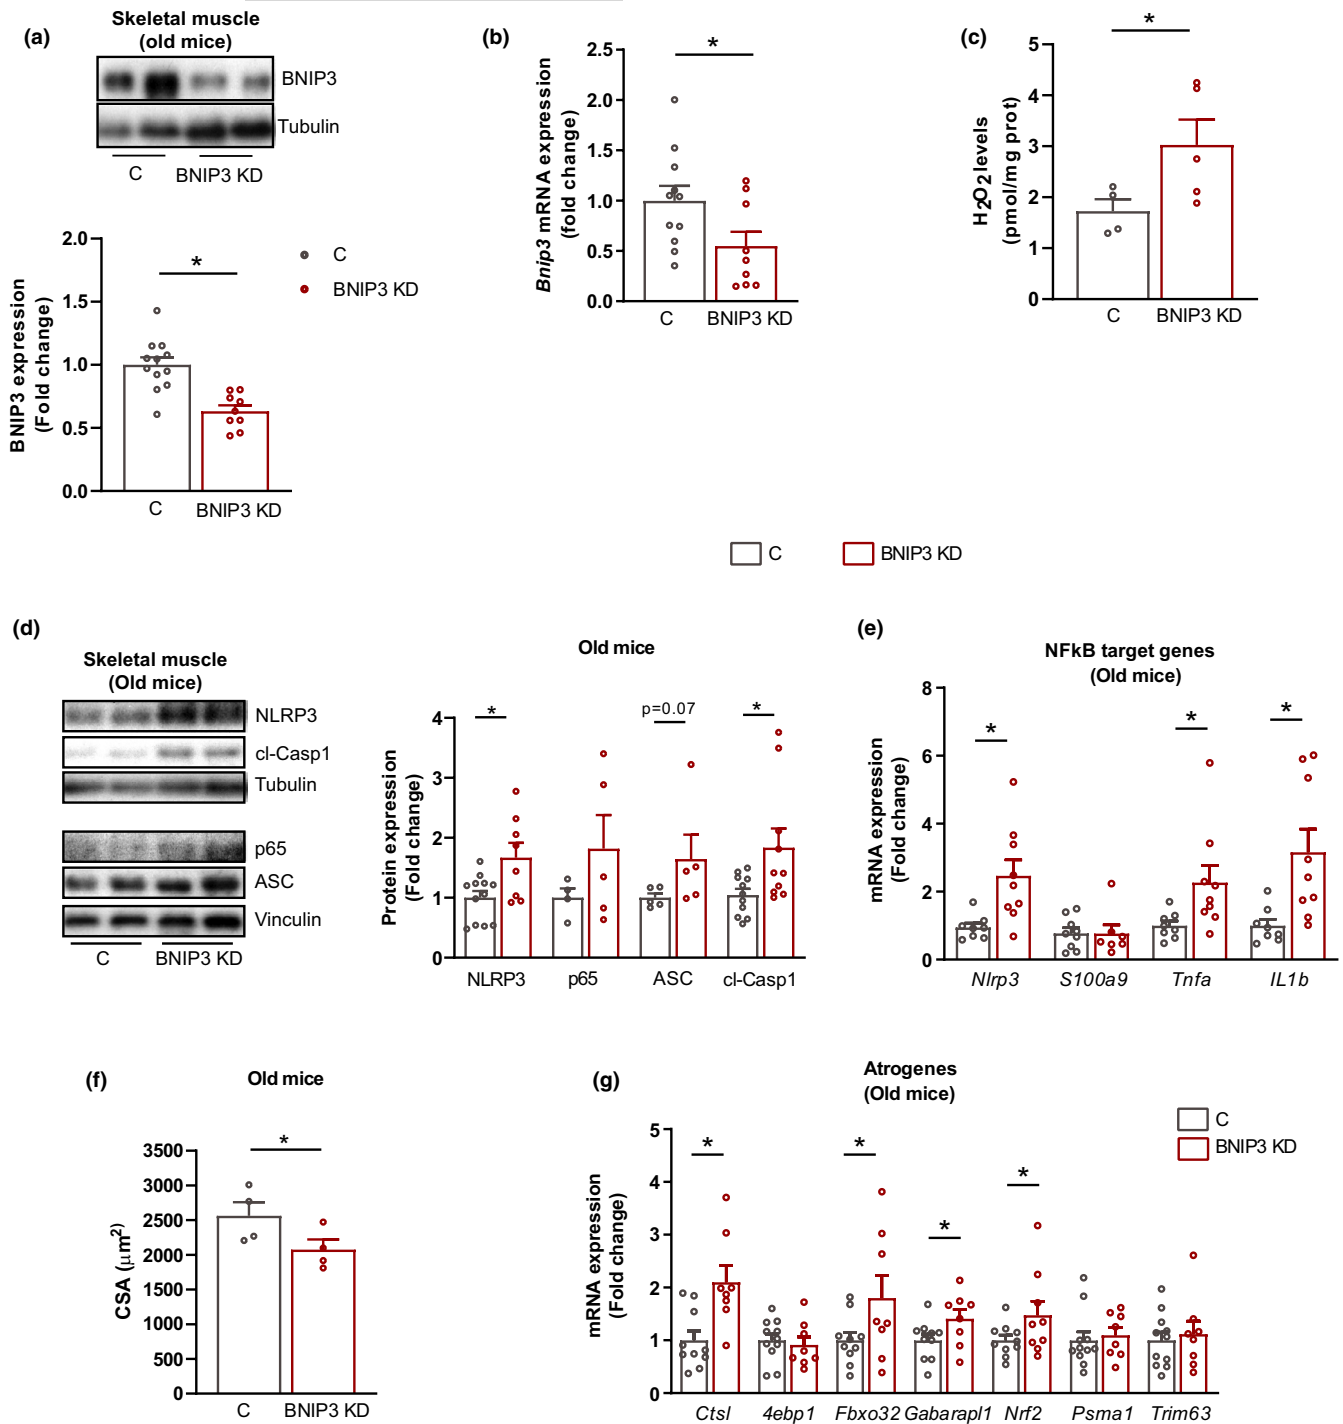 (a)
Skeletal muscle
(old mice)
BNIP3
Tubulin
C
BNIP3 KD
2.0
1.5
1.0
0.5
0.0
BNIP3 expression
(Fold change)
*
C
BNIP3 KD
C
BNIP3 KD
(b)
2.5
2.0
1.5
1.0
0.5
0.0
Bnip3 mRNA expression
(fold change)
*
C
BNIP3 KD
(c)
5
4
3
2
1
0
H2O2 levels
(pmol/mg prot)
*
C
BNIP3 KD
C
BNIP3 KD
(d)
Skeletal muscle
(Old mice)
NLRP3
cl-Casp1
Tubulin
p65
ASC
Vinculin
C
BNIP3 KD
Old mice
4
3
2
1
0
Protein expression
(Fold change)
*
p=0.07
*
NLRP3
p65
ASC
cl-Casp1
(e)
NFkB target genes
(Old mice)
8
6
4
2
0
mRNA expression
(Fold change)
*
*
*
Nlrp3
S100a9
Tnfa
IL1b
(f)
Old mice
3500
3000
2500
2000
1500
1000
500
0
CSA (μm2)
*
C
BNIP3 KD
(g)
Atrogenes
(Old mice)
C
BNIP3 KD
5
4
3
2
1
0
mRNA expression
(Fold change)
*
*
*
*
Ctsl
4ebp1
Fbxo32
Gabarapl1
Nrf2
Psma1
Trim63